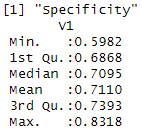 [1] "Specificity"
V1
Min. :0.5982
1st Qu.:0.6868
Median :0.7095
Mean :0.7110
3rd Qu.:0.7393
Max. :0.8318